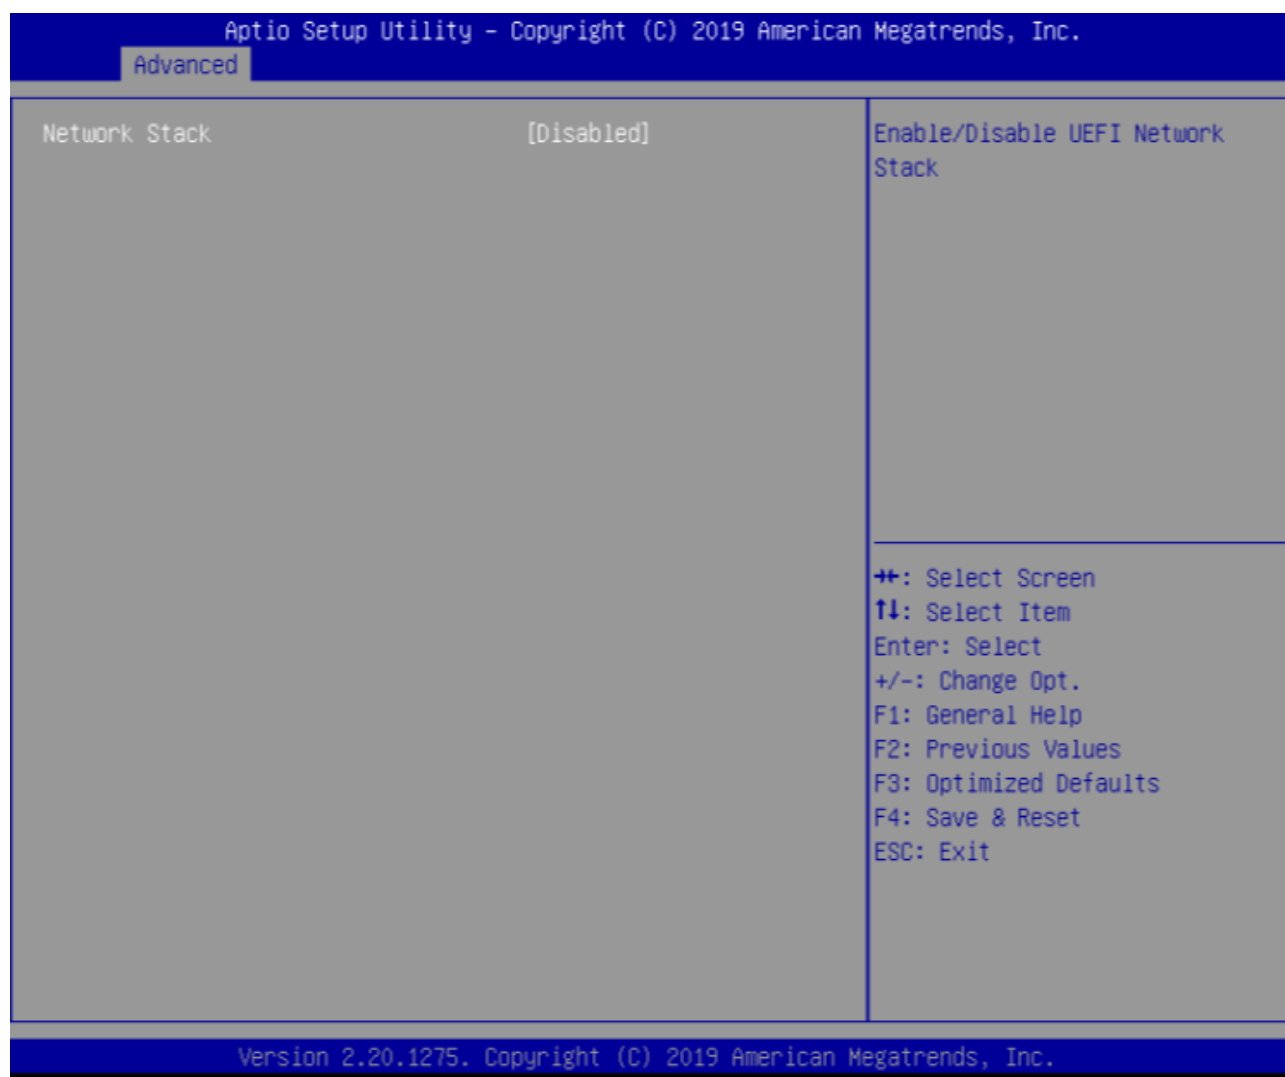 Aptio Setup Utility – Copyright (C) 2019 American Megatrends, Inc.
Advanced
Network Stack [Disabled]
Enable/Disable UEFI Network
Stack
→←: Select Screen
↑↓: Select Item
Enter: Select
+/-: Change Opt.
F1: General Help
F2: Previous Values
F3: Optimized Defaults
F4: Save & Reset
ESC: Exit
Version 2.20.1275. Copyright (C) 2019 American Megatrends, Inc.